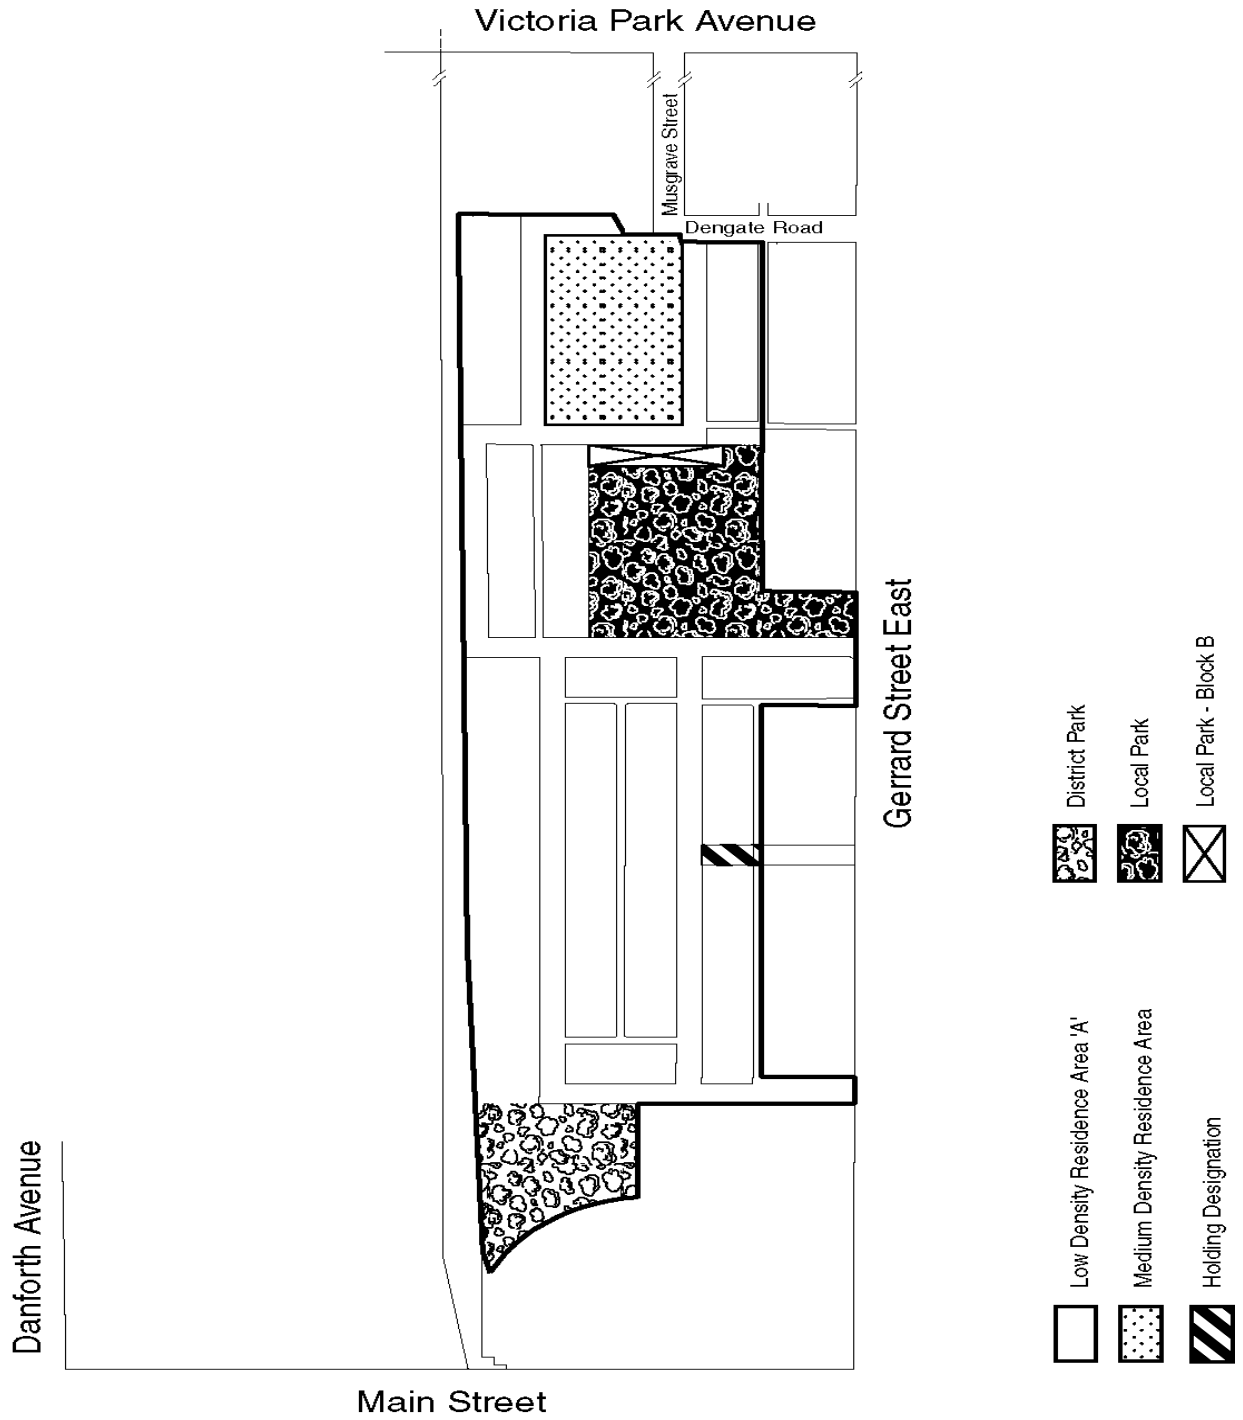 Victoria Park Avenue
Musgrave Street
Dengate Road
Gerrard Street East
Danforth Avenue
Main Street
District Park
Local Park
Local Park - Block B
Low Density Residence Area 'A'
Medium Density Residence Area
Holding Designation